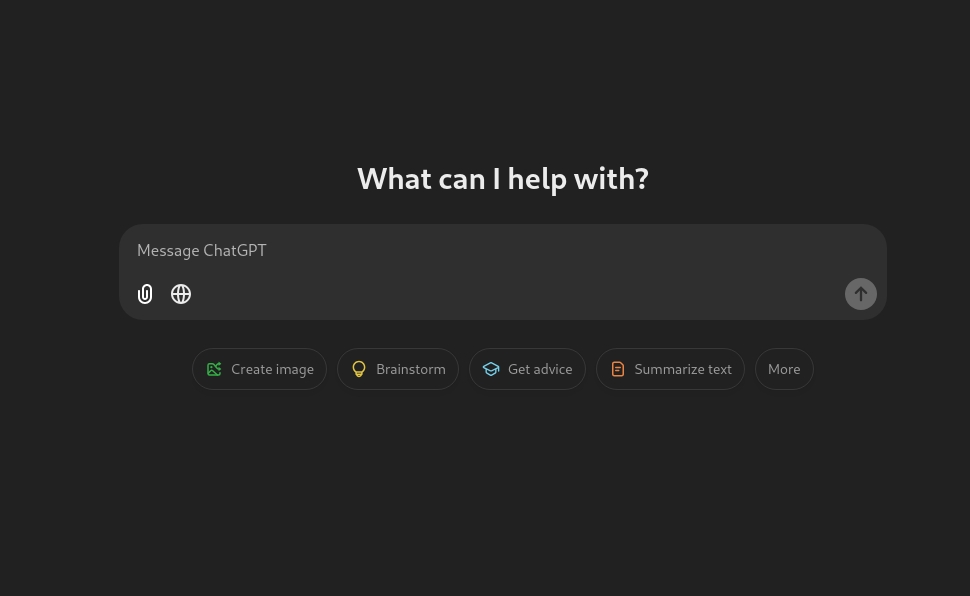 What can I help with?
Message ChatGPT
Create image
Brainstorm
Get advice
Summarize text
More